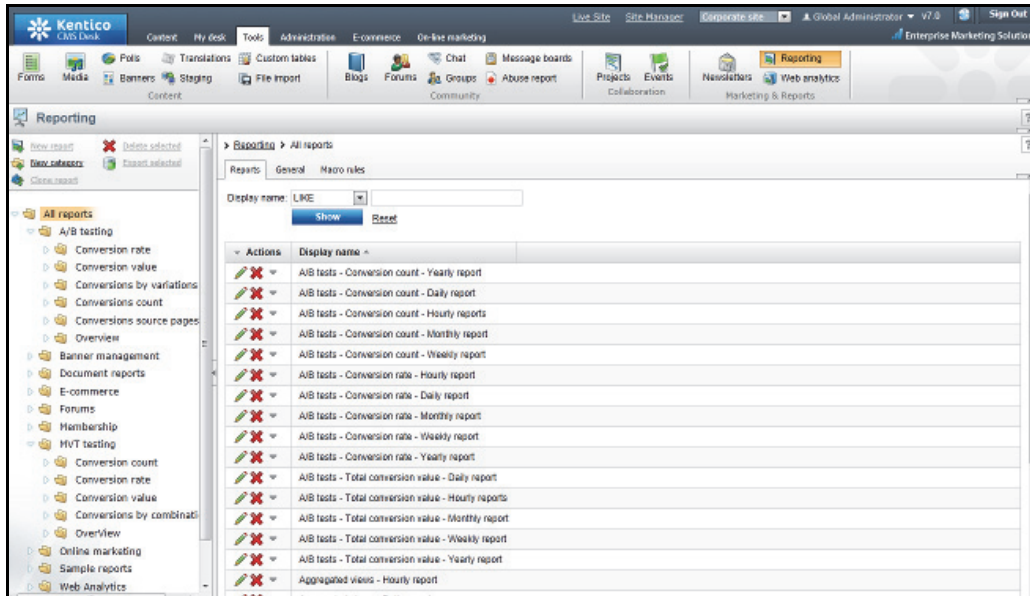 Kentico
CMS Desk
Live Site Site Manager Corporate site Global Administrator v7.0 Sign Out
Content My desk Tools Administration E-commerce On-line marketing
Enterprise Marketing Solution
Forms Media Polls Translations Custom tables
Banners Staging File import
Content
Blogs Forums Chat Message boards
Groups Abuse report
Community
Projects Events
Collaboration
Newsletters Reporting
Web analytics
Marketing & Reports
Reporting
New report Delete selected
New category Export selected
Clone report
All reports
A/B testing
Conversion rate
Conversion value
Conversions by variations
Conversions count
Conversions source pages
Overview
Banner management
Document reports
E-commerce
Forums
Membership
MVT testing
Conversion count
Conversion rate
Conversion value
Conversions by combinati
OverView
Online marketing
Sample reports
Web Analytics
> Reporting > All reports
Reports General Macro rules
Display name: LIKE
Show Reset
Actions Display name
A/B tests - Conversion count - Yearly report
A/B tests - Conversion count - Daily report
A/B tests - Conversion count - Hourly reports
A/B tests - Conversion count - Monthly report
A/B tests - Conversion count - Weekly report
A/B tests - Conversion rate - Hourly report
A/B tests - Conversion rate - Daily report
A/B tests - Conversion rate - Monthly report
A/B tests - Conversion rate - Weekly report
A/B tests - Conversion rate - Yearly report
A/B tests - Total conversion value - Daily report
A/B tests - Total conversion value - Hourly reports
A/B tests - Total conversion value - Monthly report
A/B tests - Total conversion value - Weekly report
A/B tests - Total conversion value - Yearly report
Aggregated views - Hourly report